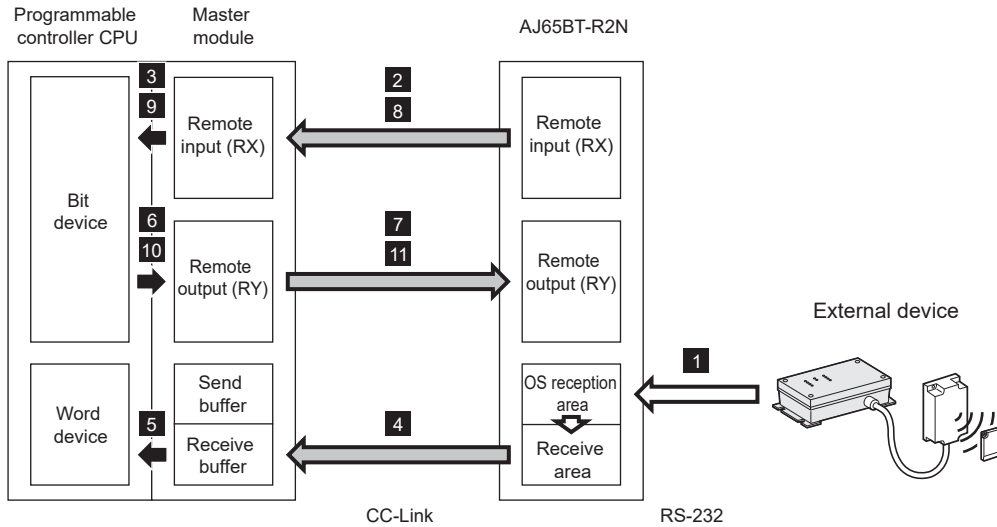 Programmable
controller CPU
Master
module
AJ65BT-R2N
3
9
2
8
Remote
input (RX)
Remote
input (RX)
Bit
device
6
10
7
11
Remote
output (RY)
Remote
output (RY)
External device
1
Word
device
5
Send
buffer
Receive
buffer
4
OS reception
area
Receive
area
CC-Link
RS-232